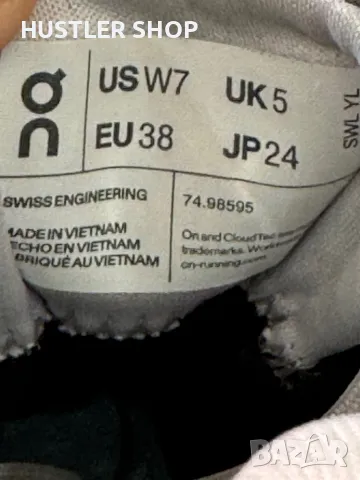 HUSTLER SHOP
on
US W7 UK 5
EU 38 JP 24
SWL YL
SWISS ENGINEERING
74.98595
MADE IN VIETNAM
HECHO EN VIETNAM
FABRIQUÉ AU VIETNAM
On and CloudTec
trademarks.
on-running.com
bazar